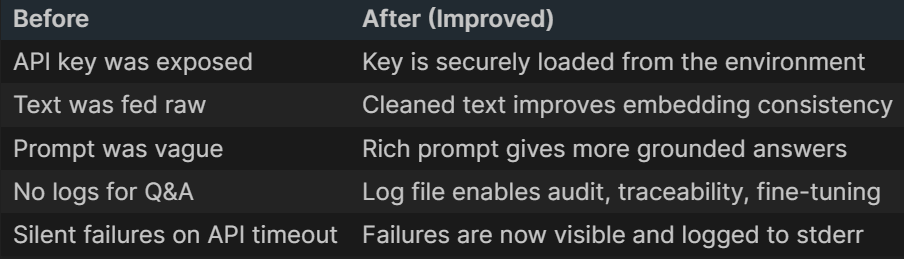 Before After (Improved)
API key was exposed Key is securely loaded from the environment
Text was fed raw Cleaned text improves embedding consistency
Prompt was vague Rich prompt gives more grounded answers
No logs for Q&A Log file enables audit, traceability, fine-tuning
Silent failures on API timeout Failures are now visible and logged to stderr